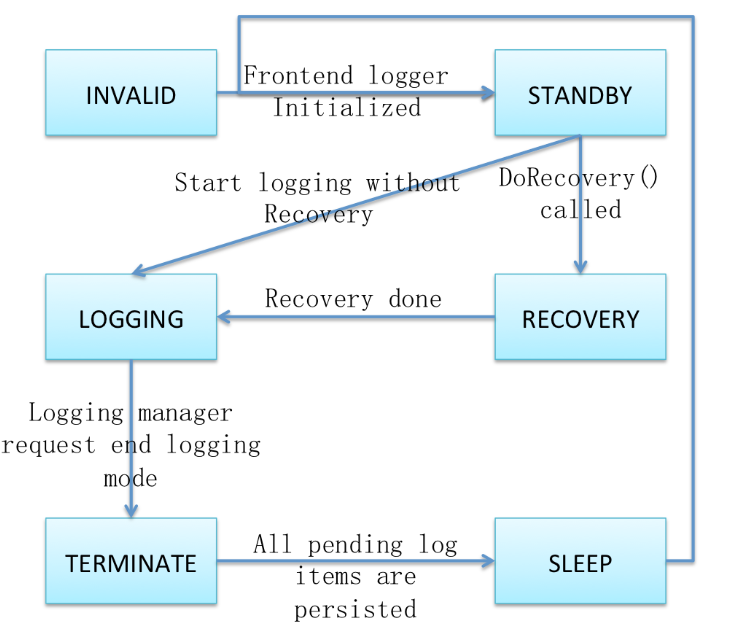 INVALID
Frontend logger
Initialized
STANDBY
Start logging without
Recovery
DoRecovery()
called
LOGGING
Recovery done
RECOVERY
Logging manager
request end logging
mode
TERMINATE
All pending log
items are
persisted
SLEEP